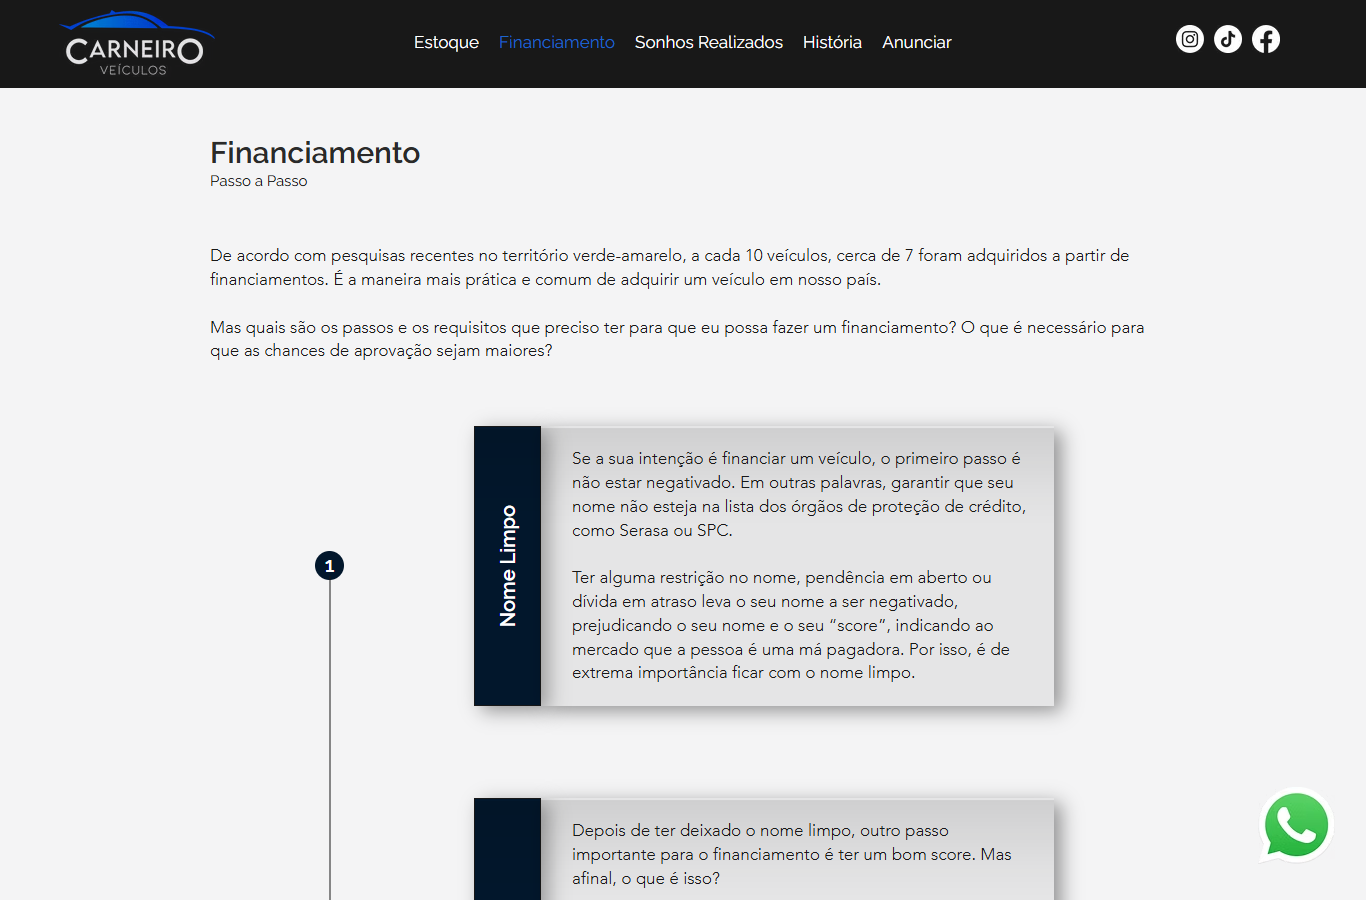 CARNEIRO
VEÍCULOS
Estoque Financiamento Sonhos Realizados História Anunciar
Financiamento
Passo a Passo
De acordo com pesquisas recentes no território verde-amarelo, a cada 10 veículos, cerca de 7 foram adquiridos a partir de
financiamentos. É a maneira mais prática e comum de adquirir um veículo em nosso país.
Mas quais são os passos e os requisitos que preciso ter para que eu possa fazer um financiamento? O que é necessário para
que as chances de aprovação sejam maiores?
1
Nome Limpo
Se a sua intenção é financiar um veículo, o primeiro passo é
não estar negativado. Em outras palavras, garantir que seu
nome não esteja na lista dos órgãos de proteção de crédito,
como Serasa ou SPC.
Ter alguma restrição no nome, pendência em aberto ou
dívida em atraso leva o seu nome a ser negativado,
prejudicando o seu nome e o seu “score”, indicando ao
mercado que a pessoa é uma má pagadora. Por isso, é de
extrema importância ficar com o nome limpo.
Depois de ter deixado o nome limpo, outro passo
importante para o financiamento é ter um bom score. Mas
afinal, o que é isso?